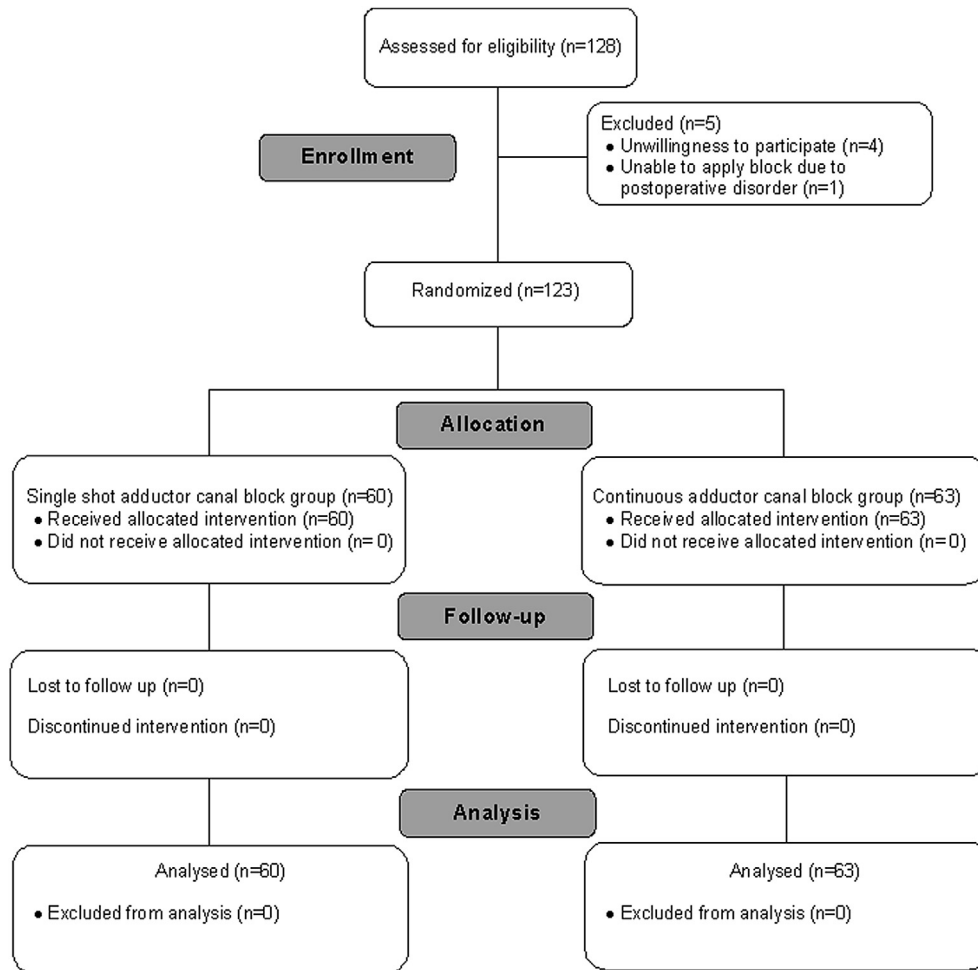 Assessed for eligibility (n=128)
Enrollment
Excluded (n=5)
● Unwillingness to participate (n=4)
● Unable to apply block due to
postoperative disorder (n=1)
Randomized (n=123)
Allocation
Single shot adductor canal block group (n=60)
● Received allocated intervention (n=60)
● Did not receive allocated intervention (n= 0)
Continuous adductor canal block group (n=63)
● Received allocated intervention (n=63)
● Did not receive allocated intervention (n= 0)
Follow-up
Lost to follow up (n=0)
Discontinued intervention (n=0)
Lost to follow up (n=0)
Discontinued intervention (n=0)
Analysis
Analysed (n=60)
● Excluded from analysis (n=0)
Analysed (n=63)
● Excluded from analysis (n=0)